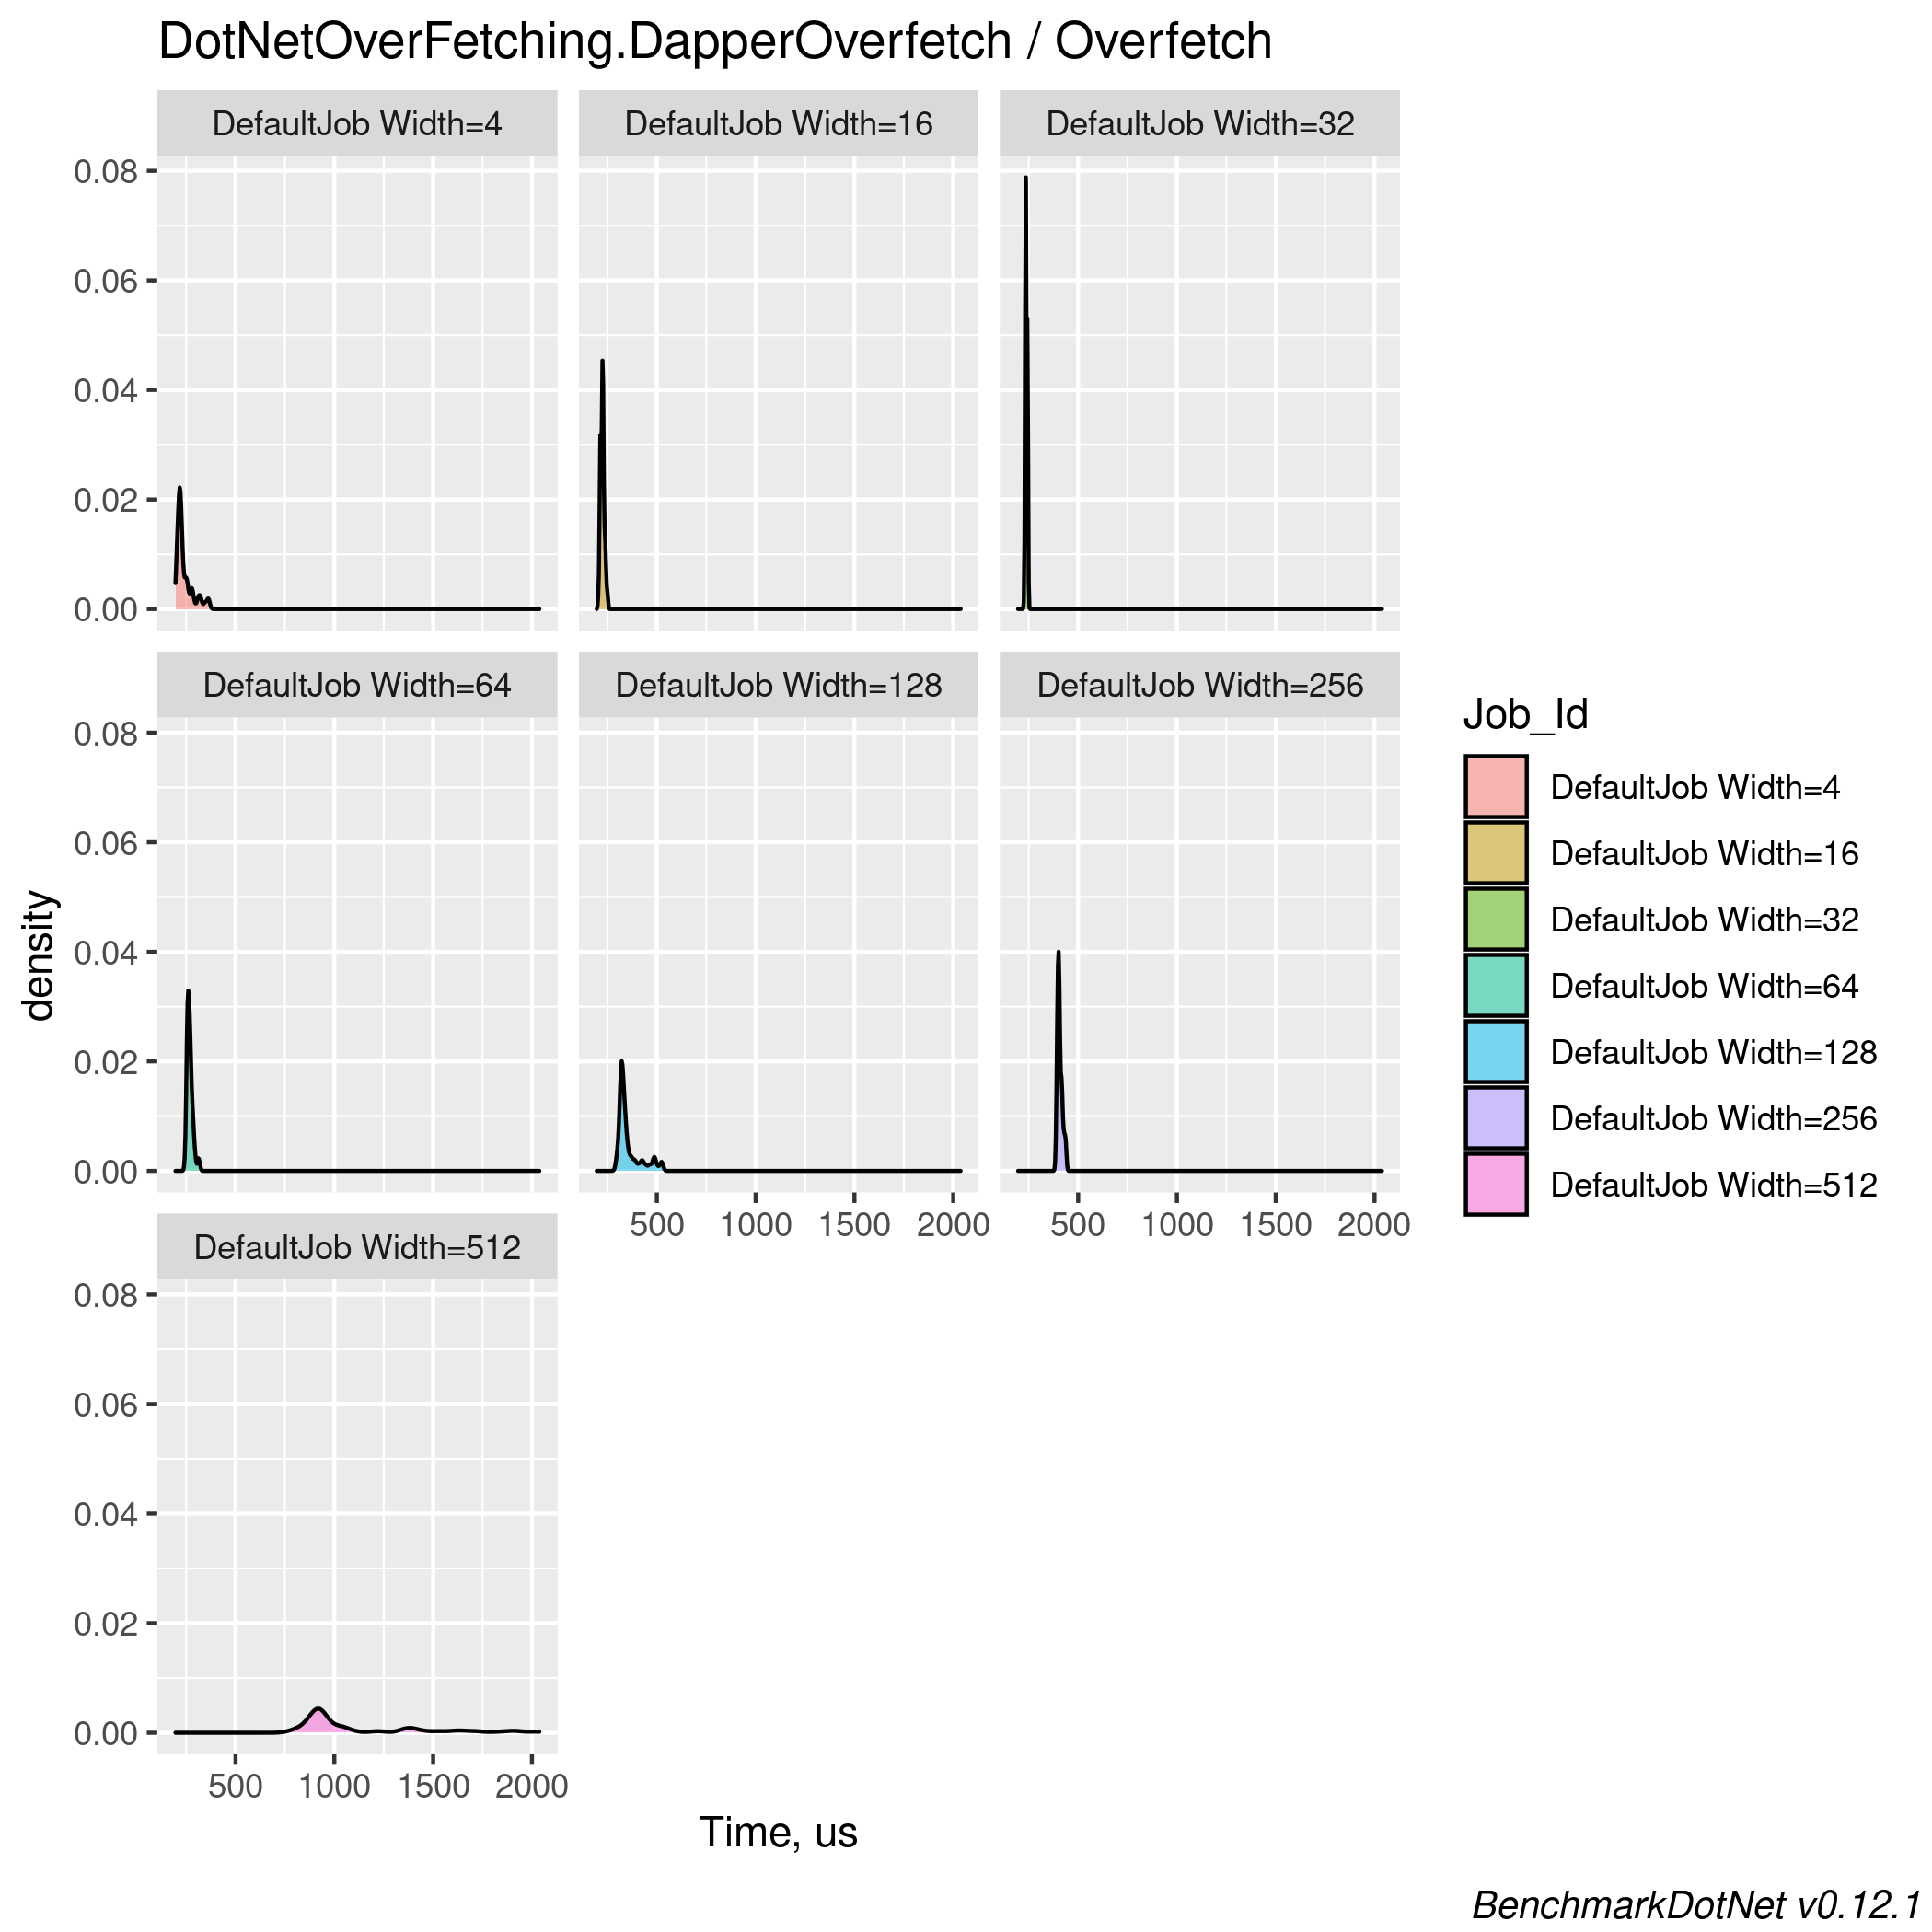 DotNetOverFetching.DapperOverfetch / Overfetch
DefaultJob Width=4
DefaultJob Width=16
DefaultJob Width=32
0.08
0.06
0.04
0.02
0.00
DefaultJob Width=64
DefaultJob Width=128
DefaultJob Width=256
0.08
0.06
0.04
0.02
0.00
500 1000 1500 2000
500 1000 1500 2000
DefaultJob Width=512
0.08
0.06
0.04
0.02
0.00
500 1000 1500 2000
density
Time, us
Job_Id
DefaultJob Width=4
DefaultJob Width=16
DefaultJob Width=32
DefaultJob Width=64
DefaultJob Width=128
DefaultJob Width=256
DefaultJob Width=512
BenchmarkDotNet v0.12.1